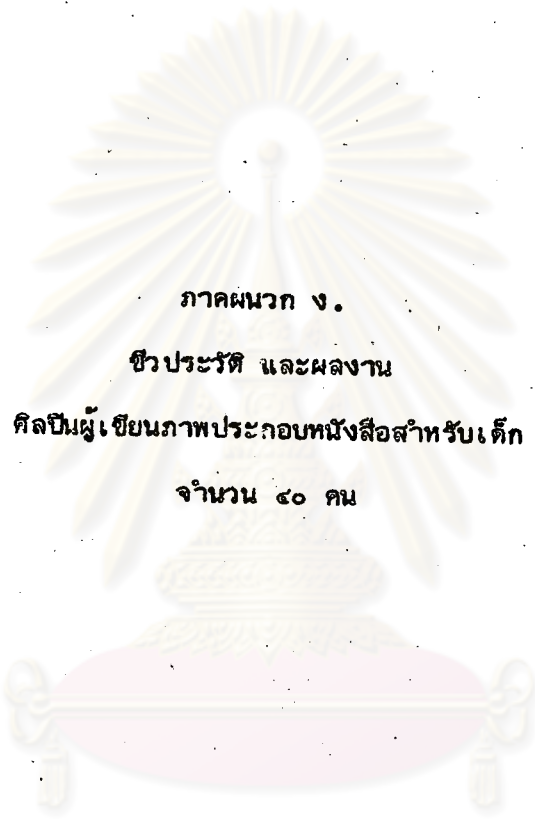 ภาคผนวก ง.
ชีวประวัติ และผลงาน
ศิลปินผู้เขียนภาพประกอบหนังสือสำหรับเด็ก
จำนวน ๔๐ คน